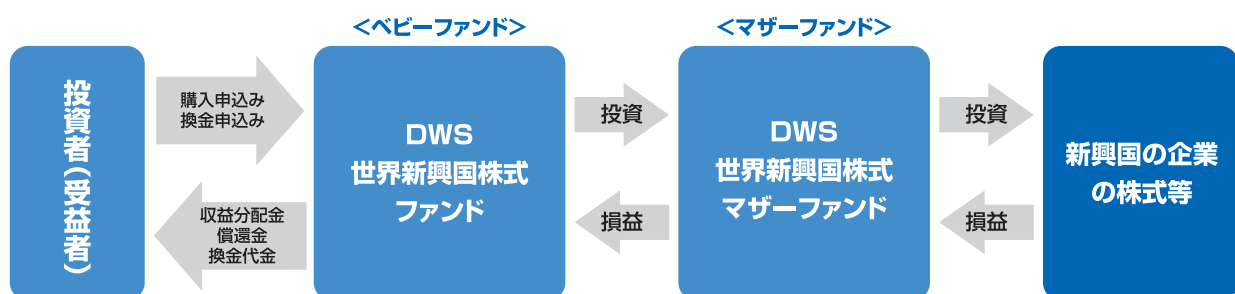 <ベビーファンド>
<マザーファンド>
投資者(受益者)
購入申込み
換金申込み
収益分配金
償還金
換金代金
DWS
世界新興国株式
ファンド
投資
損益
DWS
世界新興国株式
マザーファンド
投資
損益
新興国の企業
の株式等